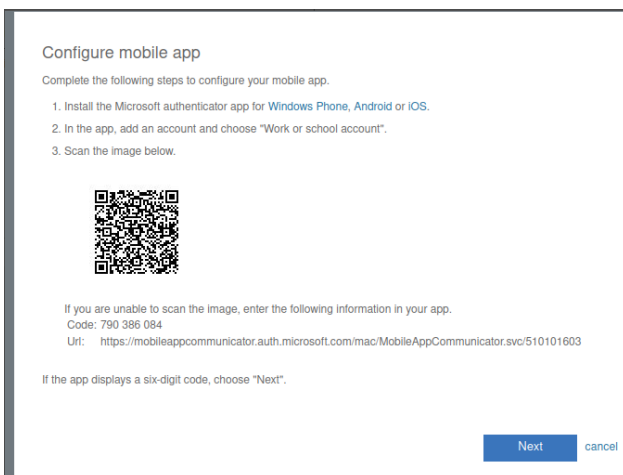 Configure mobile app
Complete the following steps to configure your mobile app.
1. Install the Microsoft authenticator app for Windows Phone, Android or iOS.
2. In the app, add an account and choose "Work or school account".
3. Scan the image below.
If you are unable to scan the image, enter the following information in your app.
Code: 790 386 084
Url: https://mobileappcommunicator.auth.microsoft.com/mac/MobileAppCommunicator.svc/510101603
If the app displays a six-digit code, choose "Next".
Next cancel